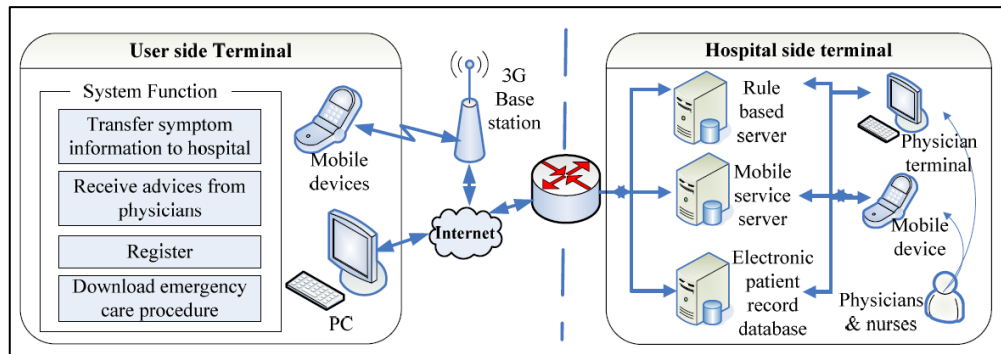 User side Terminal
System Function
Transfer symptom
information to hospital
Receive advices from
physicians
Register
Download emergency
care procedure
Mobile
devices
PC
3G
Base
station
Internet
Hospital side terminal
Rule
based
server
Mobile
service
server
Electronic
patient
record
database
Physician
terminal
Mobile
device
Physicians
& nurses